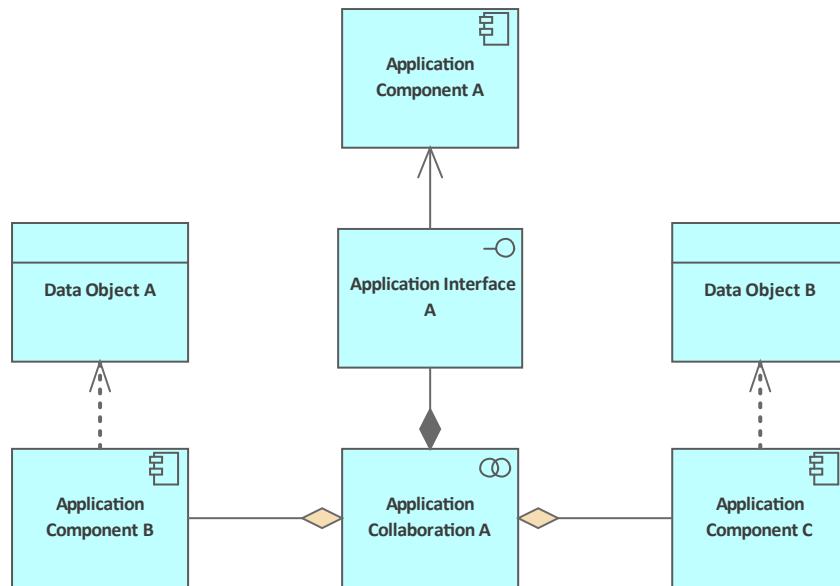 Application
Component A
Data Object A
Application Interface
A
Data Object B
Application
Component B
Application
Collaboration A
Application
Component C